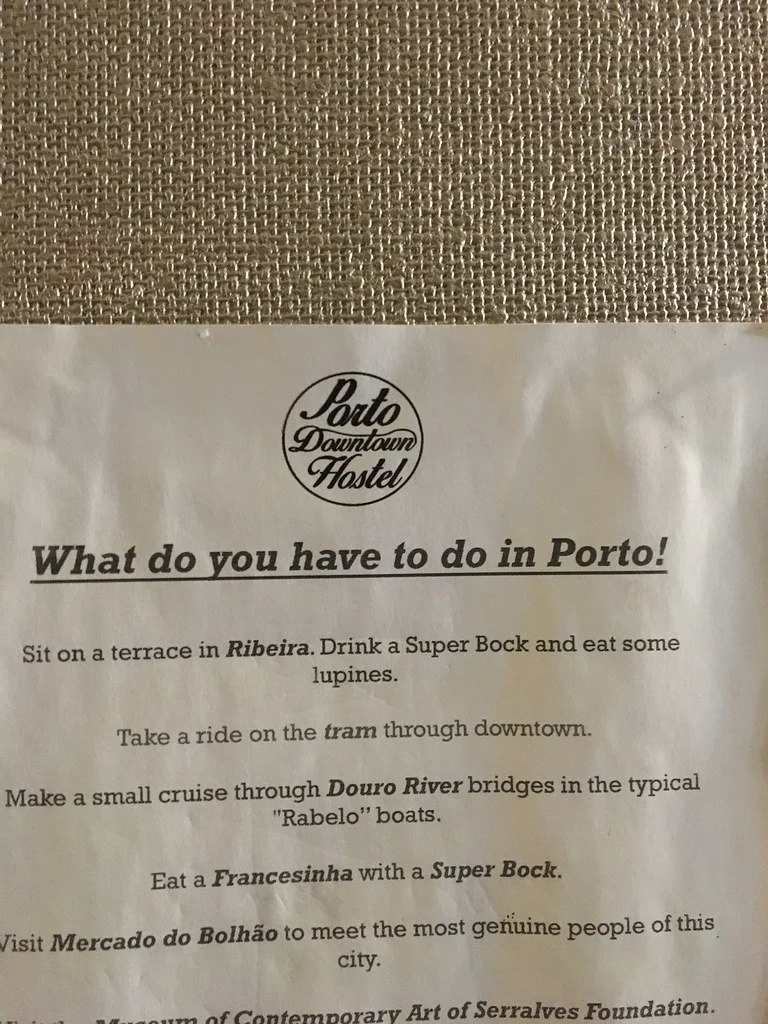 Porto
Downtown
Hostel
What do you have to do in Porto!
Sit on a terrace in Ribeira. Drink a Super Bock and eat some
lupines.
Take a ride on the tram through downtown.
Make a small cruise through Douro River bridges in the typical
"Rabelo” boats.
Eat a Francesinha with a Super Bock.
Visit Mercado do Bolhão to meet the most genuine people of this
city.
Visit the Museum of Contemporary Art of Serralves Foundation.